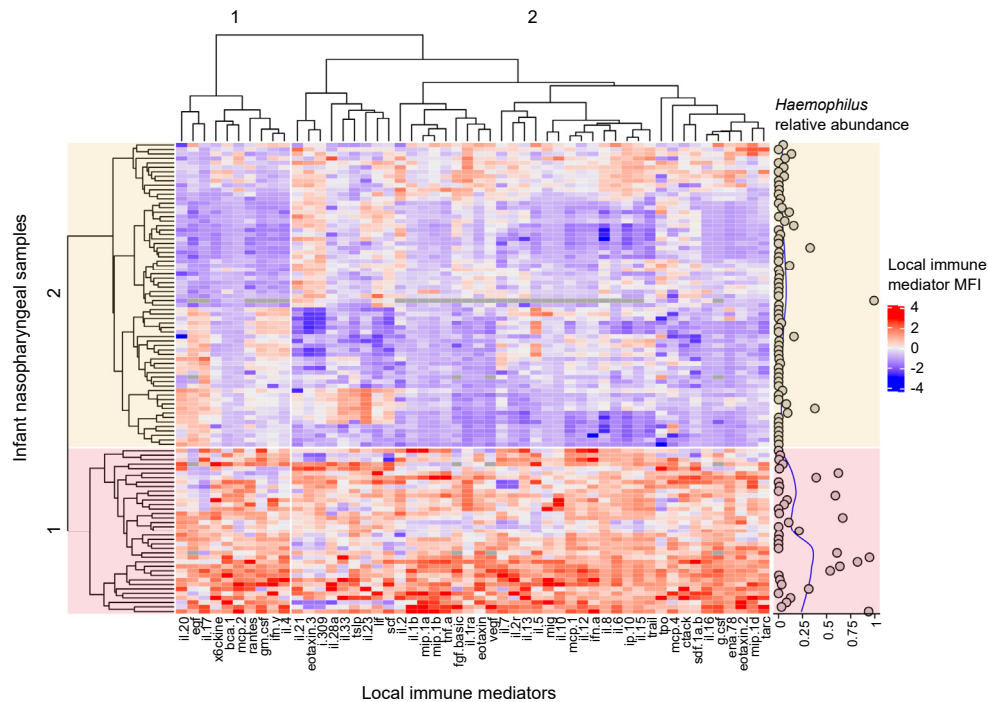 1
2
Haemophilus
relative abundance
Infant nasopharyngeal samples
2
1
Local immune
mediator MFI
4
2
0
-2
-4
il.20
egf
il.17
x6ckine
bca.1
mcp.2
rantes
gm.csf
ifn.y
il.4
il.21
eotaxin.3
i.309
il.28a
il.33
tslp
il.23
lif
scf
il.2
il.1b
mip.1a
mip.1b
tnf.a
fgf.basic
il.1ra
eotaxin
vegf
il.7
il.2r
il.13
il.5
mig
il.10
mcp.1
il.12
ifn.a
il.8
il.6
ip.10
il.15
trail
tpo
mcp.4
ctack
sdf.1a.b
il.16
g.csf
ena.78
eotaxin.2
mip.1d
tarc
0
0.25
0.5
0.75
1
Local immune mediators